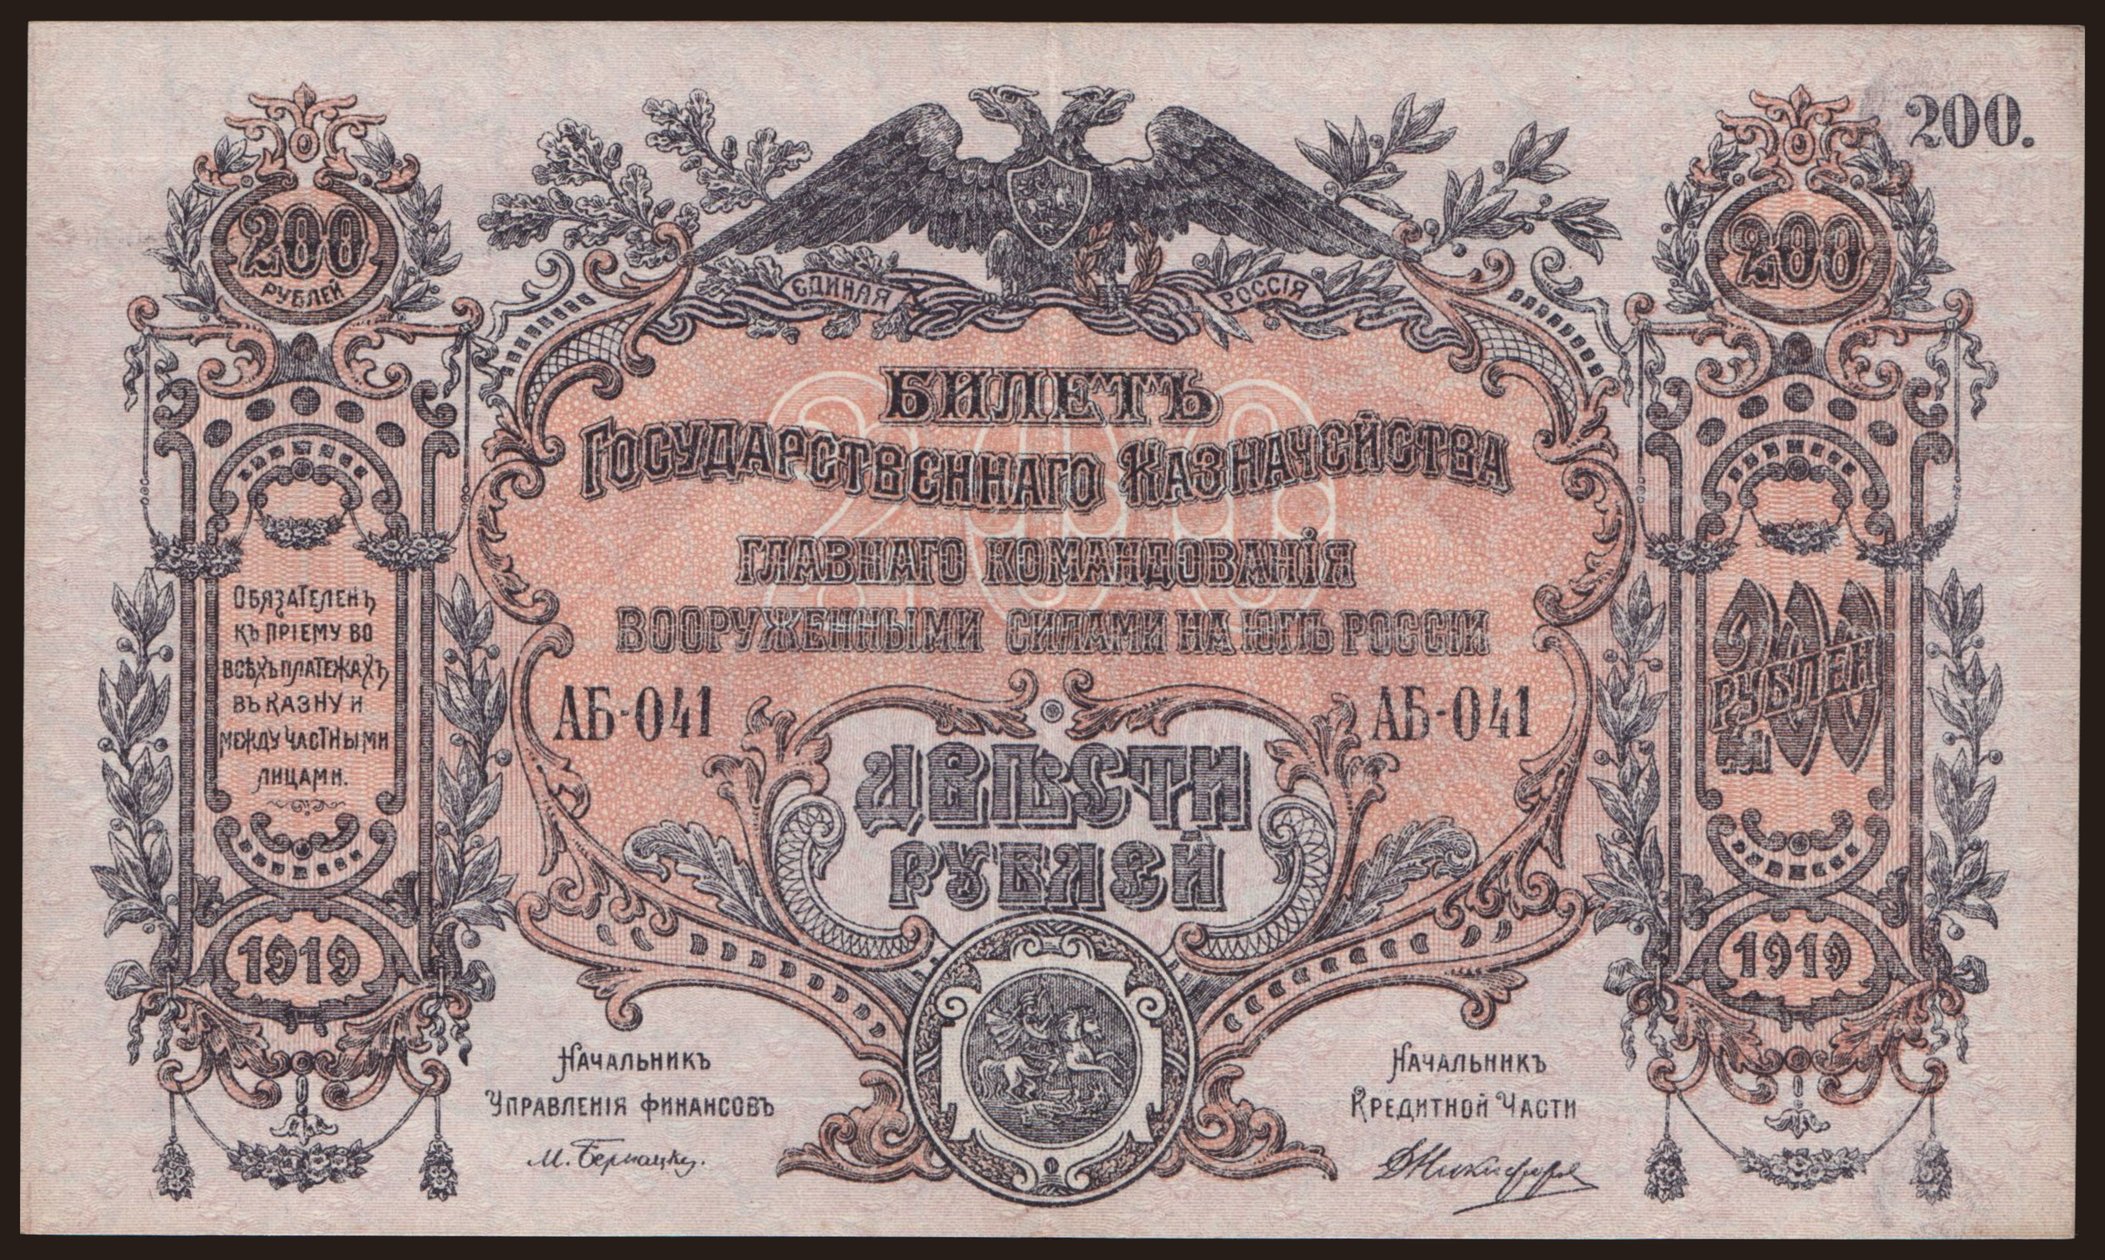 200.
200
РУБЛЕЙ
200
ЕДИНАЯ РОССІЯ
БИЛЕТЪ
ГОСУДАРСТВЕННАГО КАЗНАЧЕЙСТВА
ГЛАВНАГО КОМАНДОВАНІЯ
ВООРУЖЕННЫМИ СИЛАМИ НА ЮГѢ РОССІИ
200
ОБЯЗАТЕЛЕНЪ
КЪ ПРІЕМУ ВО
ВСѢХЪ ПЛАТЕЖАХЪ
ВЪ КАЗНУ И
МЕЖДУ ЧАСТНЫМИ
ЛИЦАМИ.
АБ-041
АБ-041
ДВѢСТИ
РУБЛЕЙ
200
РУБЛЕЙ
1919
1919
НАЧАЛЬНИКЪ
УПРАВЛЕНІЯ ФИНАНСОВЪ
М. Бернацкій.
НАЧАЛЬНИКЪ
КРЕДИТНОЙ ЧАСТИ